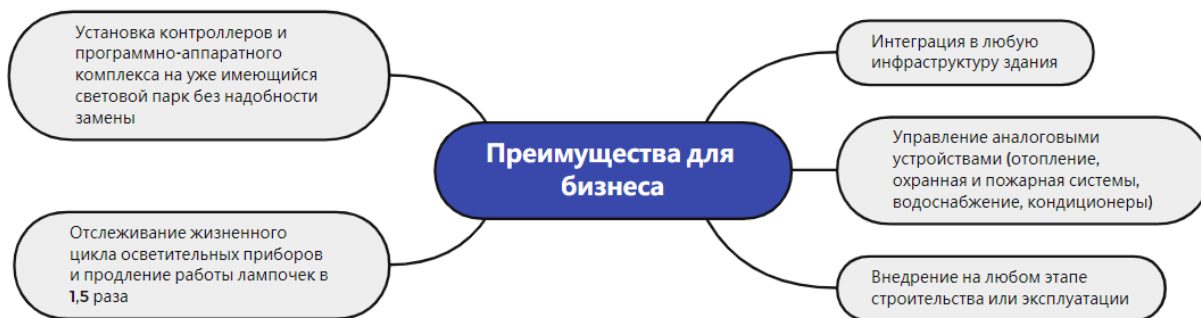 Установка контроллеров и
программно-аппаратного
комплекса на уже имеющийся
световой парк без надобности
замены
Отслеживание жизненного
цикла осветительных приборов
и продление работы лампочек в
1,5 раза
Преимущества для
бизнеса
Интеграция в любую
инфраструктуру здания
Управление аналоговыми
устройствами (отопление,
охранная и пожарная системы,
водоснабжение, кондиционеры)
Внедрение на любом этапе
строительства или эксплуатации